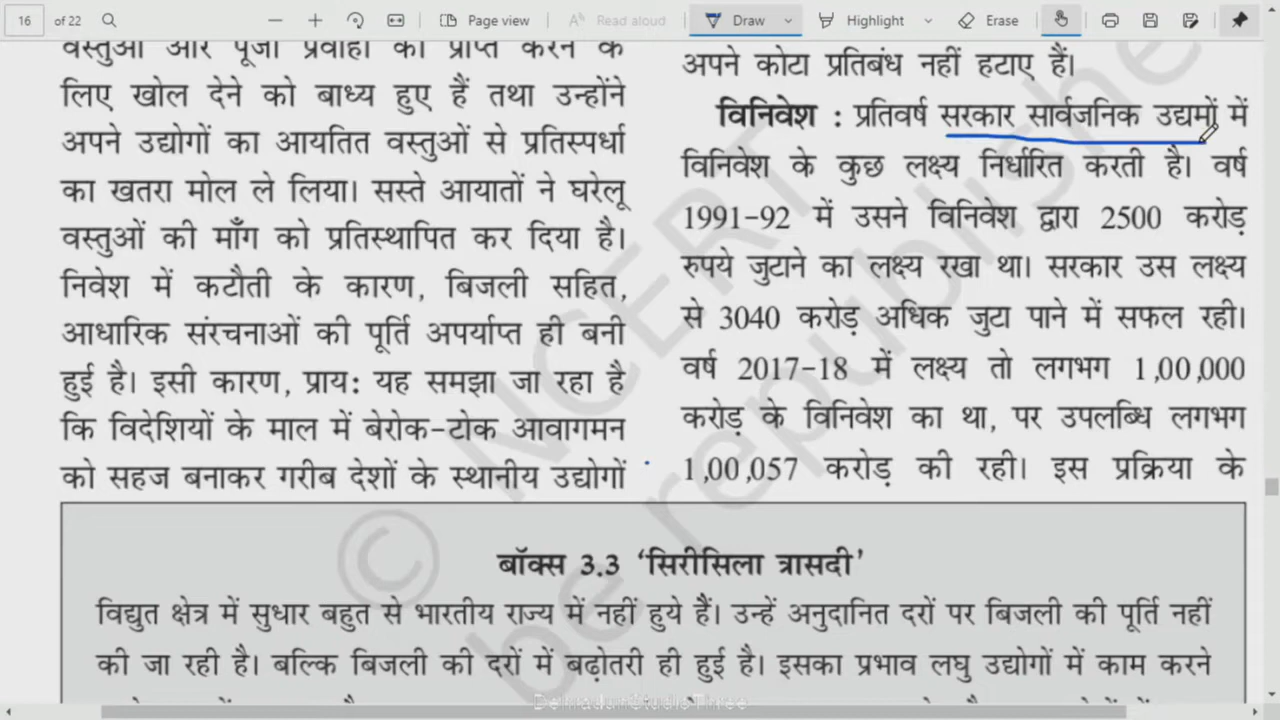 16 of 22 Page view Read aloud Draw Highlight Erase
वस्तुओं और पूँजी प्रवाहों को प्राप्त करने के
लिए खोल देने को बाध्य हुए हैं तथा उन्होंने
अपने उद्योगों का आयतित वस्तुओं से प्रतिस्पर्धा
का खतरा मोल ले लिया। सस्ते आयातों ने घरेलू
वस्तुओं की माँग को प्रतिस्थापित कर दिया है।
निवेश में कटौती के कारण, बिजली सहित,
आधारिक संरचनाओं की पूर्ति अपर्याप्त ही बनी
हुई है। इसी कारण, प्राय: यह समझा जा रहा है
कि विदेशियों के माल में बेरोक-टोक आवागमन
को सहज बनाकर गरीब देशों के स्थानीय उद्योगों
अपने कोटा प्रतिबंध नहीं हटाए हैं।
विनिवेश : प्रतिवर्ष सरकार सार्वजनिक उद्यमों में
विनिवेश के कुछ लक्ष्य निर्धारित करती है। वर्ष
1991-92 में उसने विनिवेश द्वारा 2500 करोड़
रुपये जुटाने का लक्ष्य रखा था। सरकार उस लक्ष्य
से 3040 करोड़ अधिक जुटा पाने में सफल रही।
वर्ष 2017-18 में लक्ष्य तो लगभग 1,00,000
करोड़ के विनिवेश का था, पर उपलब्धि लगभग
1,00,057 करोड़ की रही। इस प्रक्रिया के
बॉक्स 3.3 ‘सिरीसिला त्रासदी’
विद्युत क्षेत्र में सुधार बहुत से भारतीय राज्य में नहीं हुये हैं। उन्हें अनुदानित दरों पर बिजली की पूर्ति नहीं
की जा रही है। बल्कि बिजली की दरों में बढ़ोतरी ही हुई है। इसका प्रभाव लघु उद्योगों में काम करने
© NCERT
be republishe
DehradunStudioThree